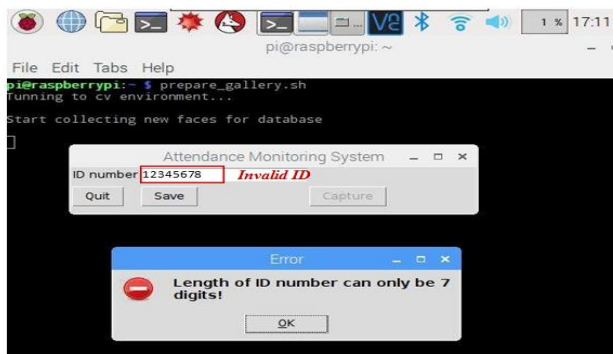 1 % 17:11
pi@raspberrypi: ~
File Edit Tabs Help
pi@raspberrypi:~ $ prepare_gallery.sh
Tunning to cv environment...
Start collecting new faces for database
Attendance Monitoring System
ID number 12345678 Invalid ID
Quit Save Capture
Error
Length of ID number can only be 7
digits!
OK